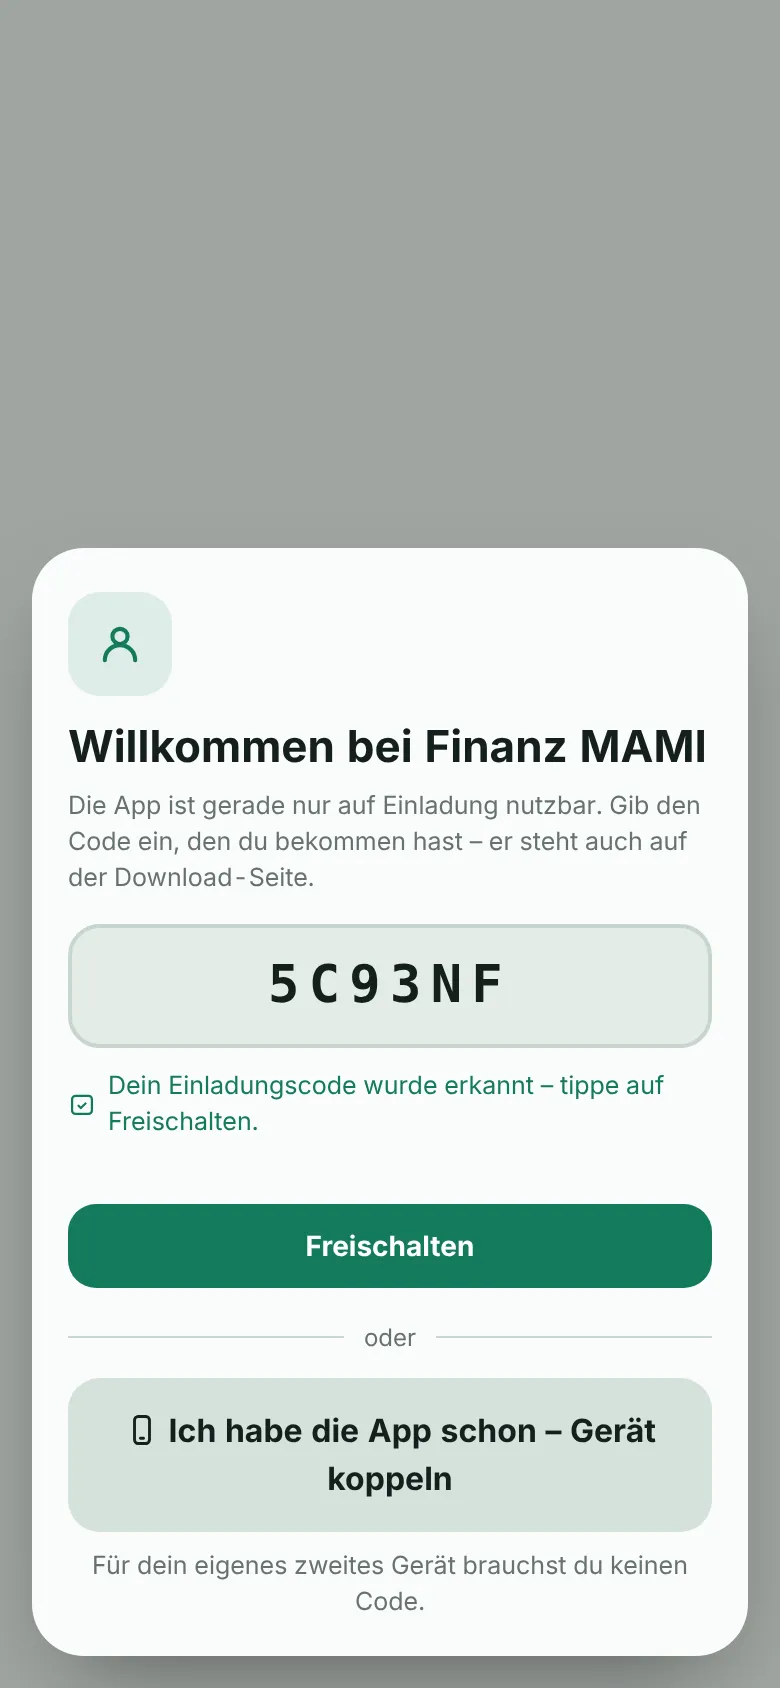 Willkommen bei Finanz MAMI
Die App ist gerade nur auf Einladung nutzbar. Gib den
Code ein, den du bekommen hast – er steht auch auf
der Download-Seite.
5C93NF
Dein Einladungscode wurde erkannt – tippe auf
Freischalten.
Freischalten
oder
Ich habe die App schon – Gerät
koppeln
Für dein eigenes zweites Gerät brauchst du keinen
Code.